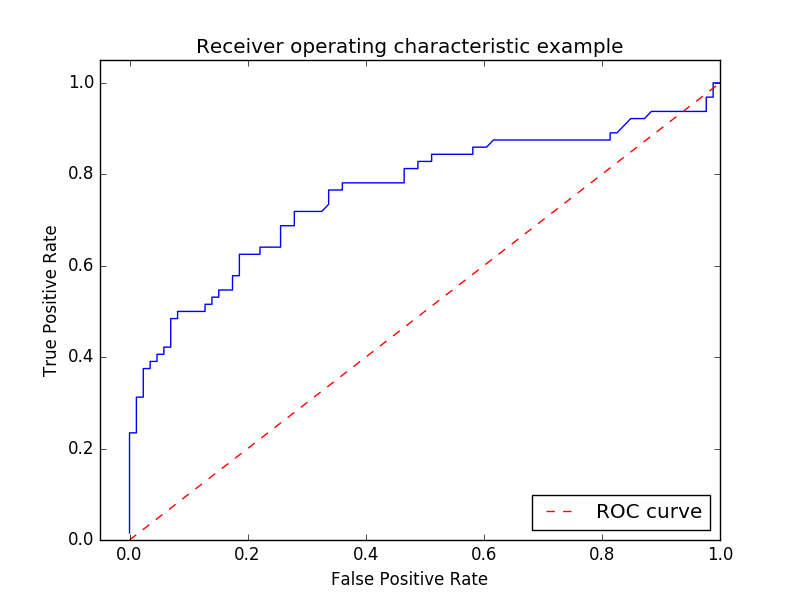 Receiver operating characteristic example
1.0
0.8
0.6
0.4
0.2
0.0
True Positive Rate
ROC curve
0.0 0.2 0.4 0.6 0.8 1.0
False Positive Rate